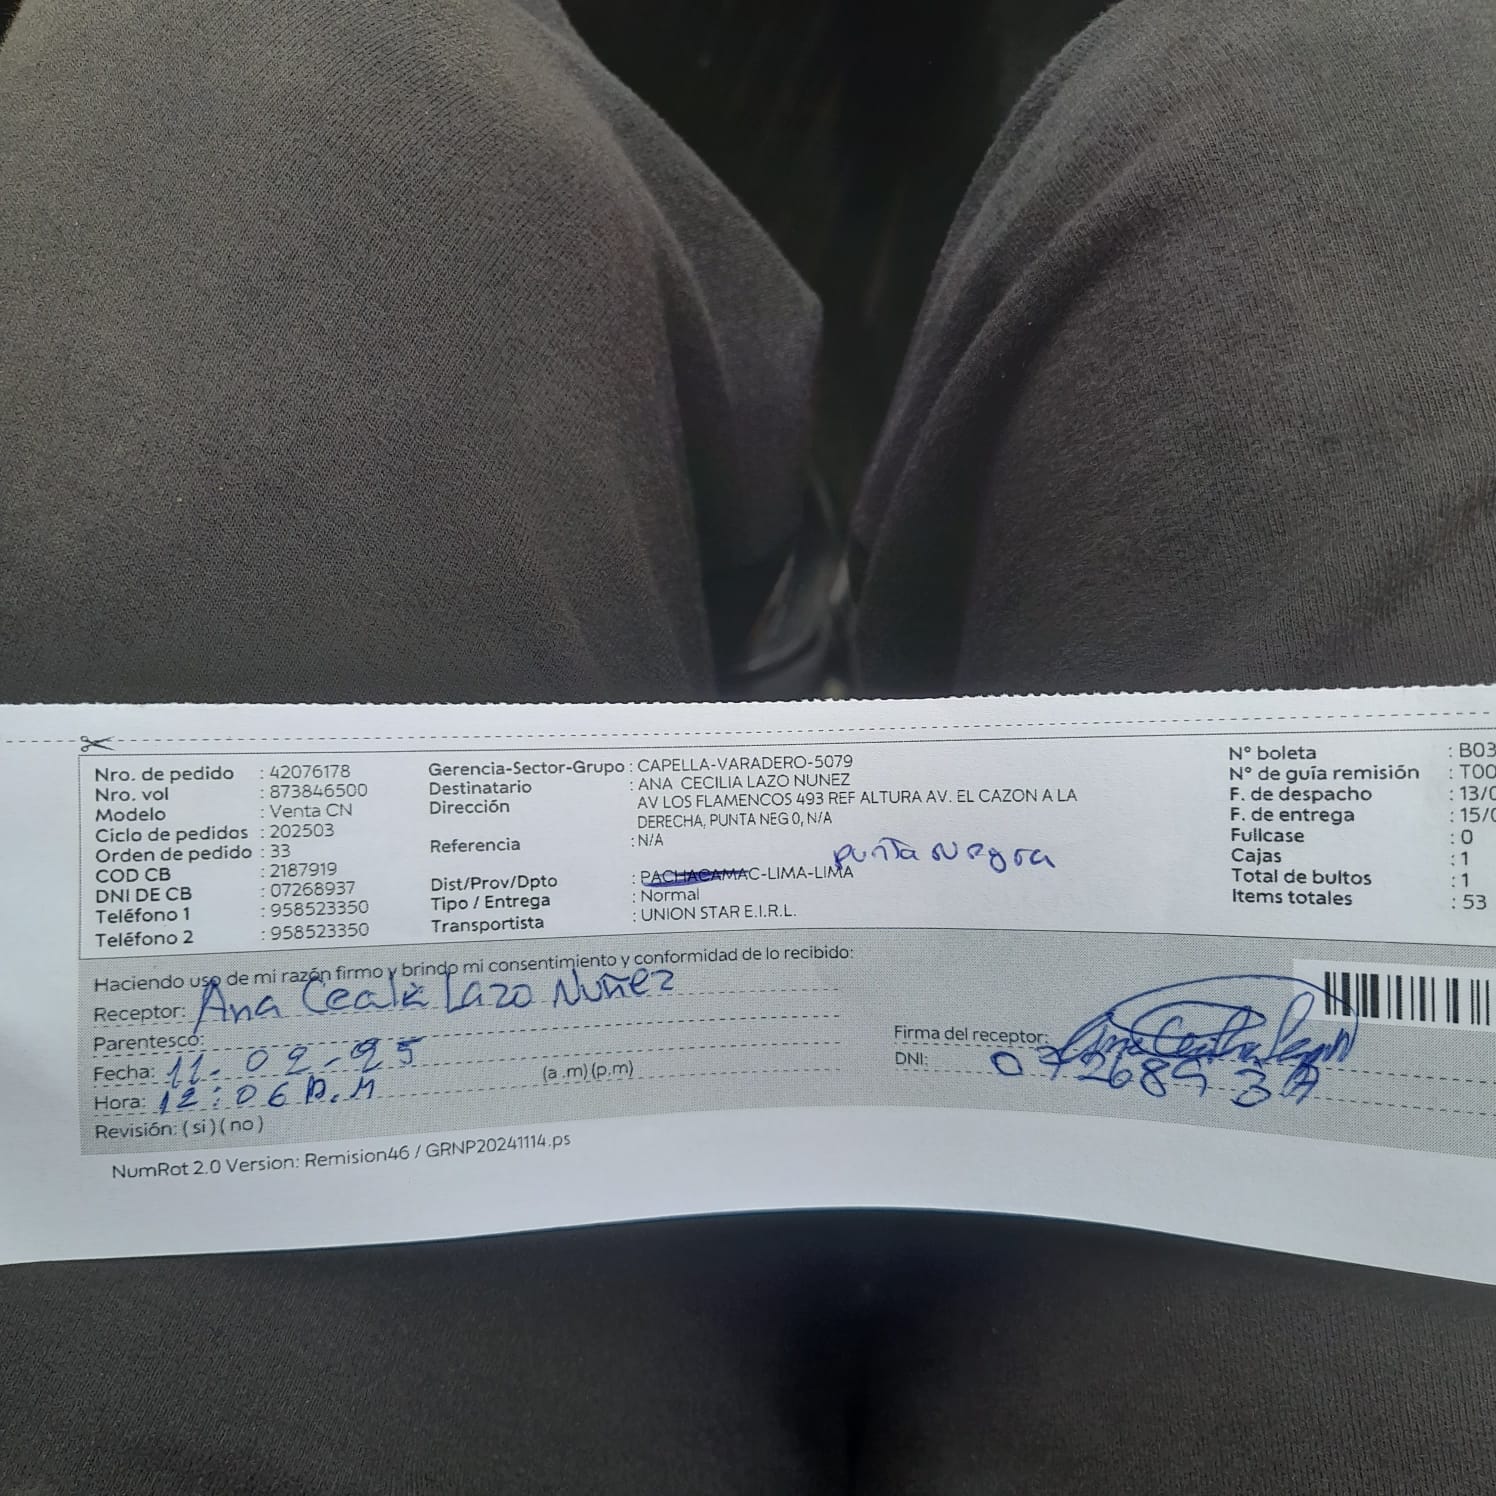 Nro. de pedido : 42076178
Nro. vol : 873846500
Modelo : Venta CN
Ciclo de pedidos : 202503
Orden de pedido : 33
COD CB : 2187919
DNI DE CB : 07268937
Teléfono 1 : 958523350
Teléfono 2 : 958523350
Gerencia-Sector-Grupo : CAPELLA-VARADERO-5079
Destinatario : ANA CECILIA LAZO NUNEZ
Dirección : AV LOS FLAMENCOS 493 REF ALTURA AV. EL CAZON A LA
DERECHA, PUNTA NEG 0, N/A
Referencia : N/A
punta negra
Dist/Prov/Dpto : PACHACAMAC-LIMA-LIMA
Tipo / Entrega : Normal
Transportista : UNION STAR E.I.R.L.
N° boleta : B03
N° de guía remisión : T00
F. de despacho : 13/0
F. de entrega : 15/0
Fullcase : 0
Cajas : 1
Total de bultos : 1
Items totales : 53
Haciendo uso de mi razón firmo y brindo mi consentimiento y conformidad de lo recibido:
Receptor: Ana Lazo Nuñez
Parentesco:
Fecha: 11-02-25
Hora: 12:06 P.M (a .m) (p.m)
Revisión: ( si ) ( no )
Firma del receptor:
DNI: 07268937
NumRot 2.0 Version: Remision46 / GRNP20241114.ps